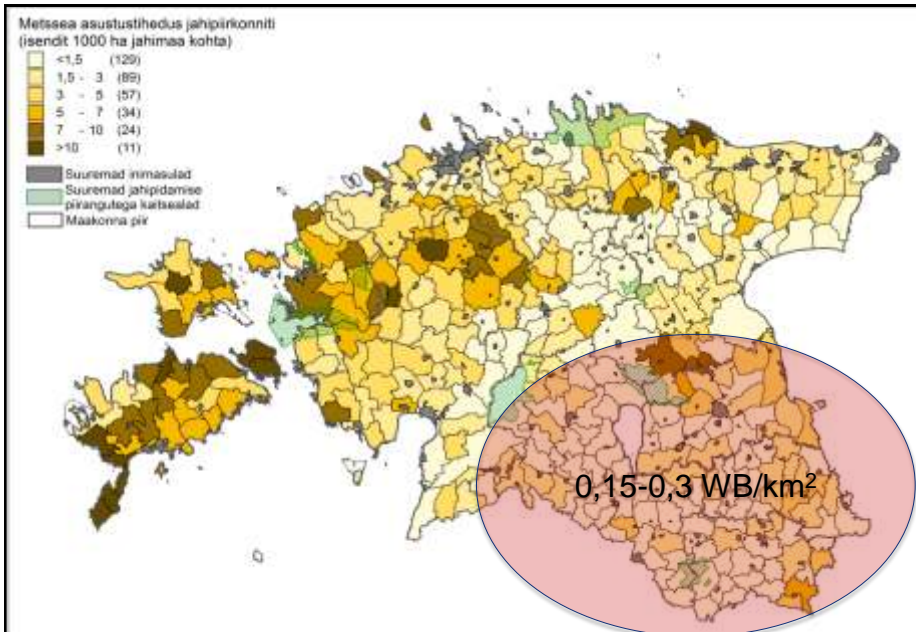 Metssea asustustihedus jahipiirkonniti
(isendit 1000 ha jahimaa kohta)
<1,5 (129)
1,5 - 3 (89)
3 - 5 (57)
5 - 7 (34)
7 - 10 (24)
>10 (11)
Suuremad inimasulad
Suuremad jahipidamise
piirangutega kaitsealad
Maakonna piir
0,15-0,3 WB/km²